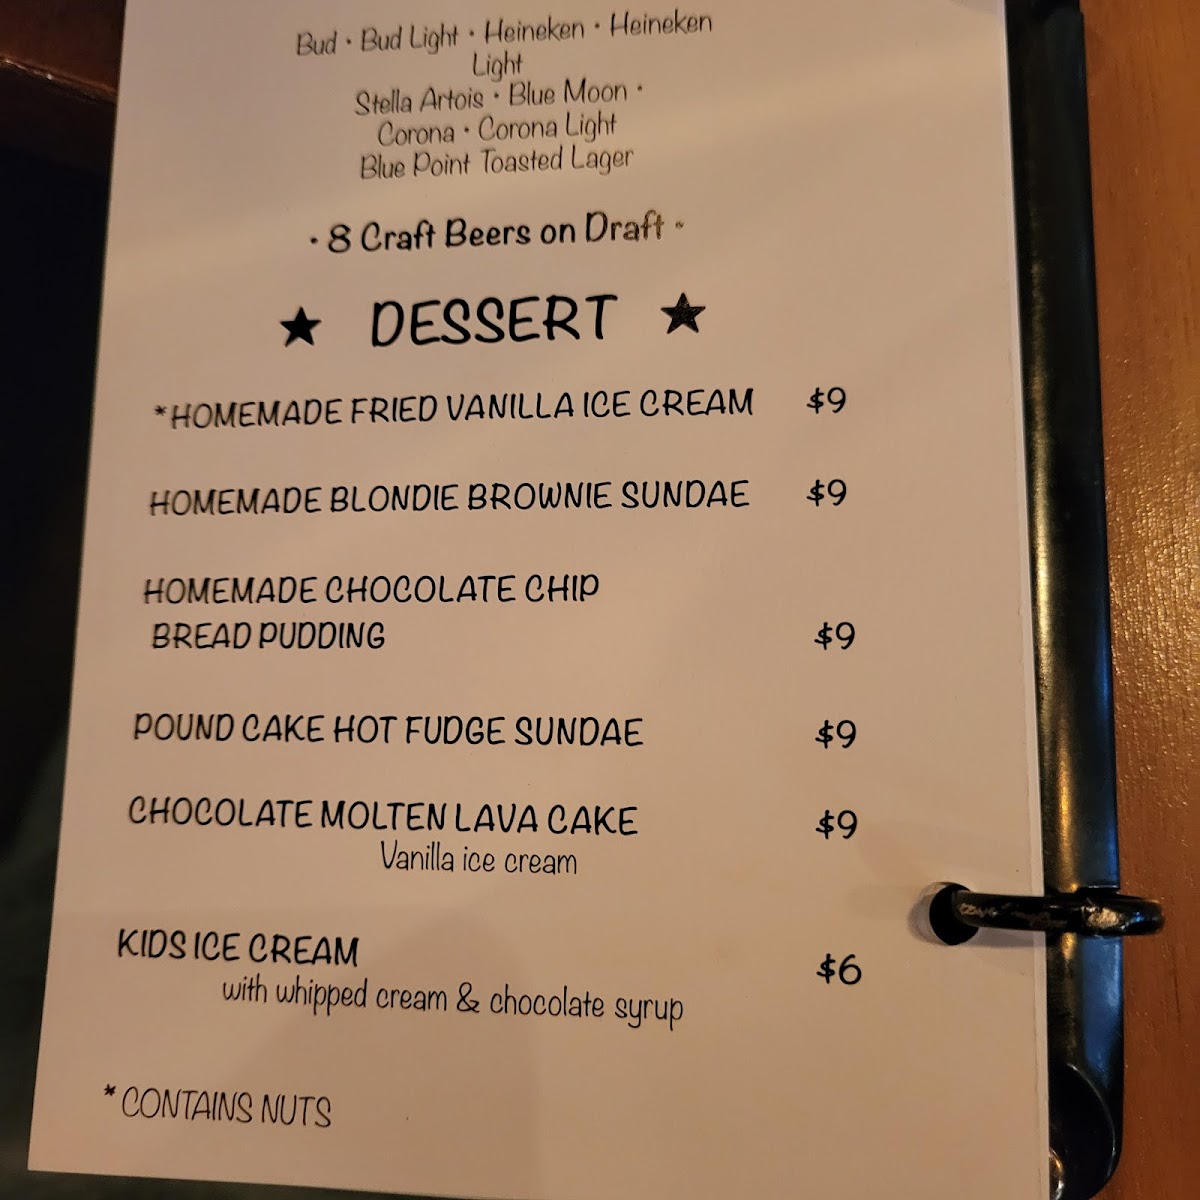 Bud • Bud Light • Heineken • Heineken
Light
Stella Artois • Blue Moon •
Corona • Corona Light
Blue Point Toasted Lager
• 8 Craft Beers on Draft •
★ DESSERT ★
*HOMEMADE FRIED VANILLA ICE CREAM $9
HOMEMADE BLONDIE BROWNIE SUNDAE $9
HOMEMADE CHOCOLATE CHIP
BREAD PUDDING $9
POUND CAKE HOT FUDGE SUNDAE $9
CHOCOLATE MOLTEN LAVA CAKE $9
Vanilla ice cream
KIDS ICE CREAM $6
with whipped cream & chocolate syrup
* CONTAINS NUTS